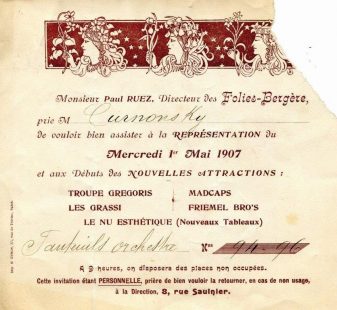 Monsieur Paul RUEZ, Directeur des Folies-Bergère,
prie M Curnonsky
de vouloir bien assister à la REPRÉSENTATION du
Mercredi 1er Mai 1907
et aux Débuts des NOUVELLES ATTRACTIONS :
TROUPE GREGORIS MADCAPS
LES GRASSI FRIEMEL BRO'S
LE NU ESTHÉTIQUE (Nouveaux Tableaux)
Fauteuils orchestre Nos 94-96
A 9 heures, on disposera des places non occupées.
Cette invitation étant PERSONNELLE, prière de bien vouloir la retourner, en cas de non usage,
à la Direction, 8, rue Saulnier.